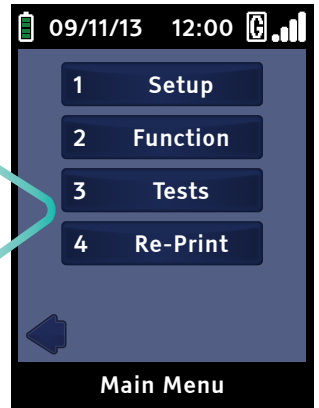 09/11/13 12:00 G
1 Setup
2 Function
3 Tests
4 Re-Print
Main Menu